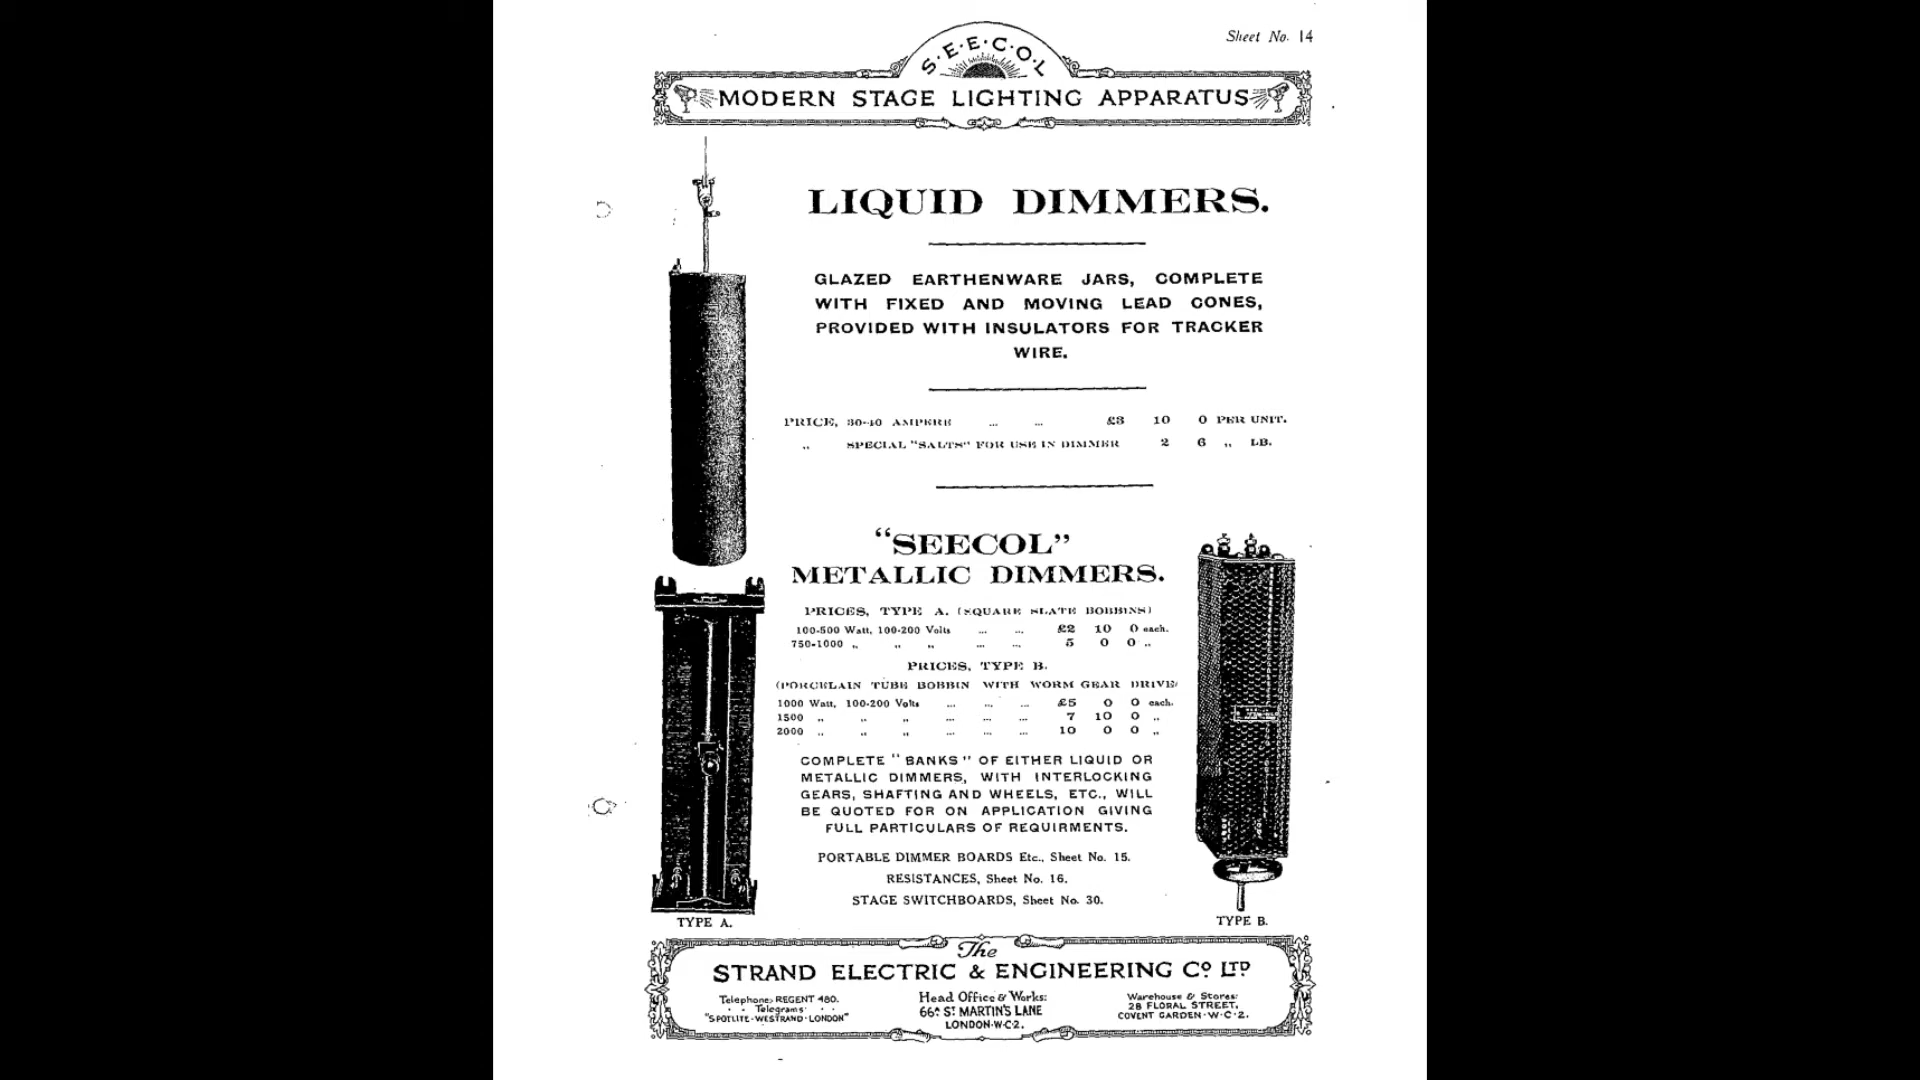 Sheet No. 14
S·E·E·C·O·L
MODERN STAGE LIGHTING APPARATUS
LIQUID DIMMERS.
GLAZED EARTHENWARE JARS, COMPLETE
WITH FIXED AND MOVING LEAD CONES,
PROVIDED WITH INSULATORS FOR TRACKER
WIRE.
PRICE, 30-40 AMPERE ... ... £3 10 0 PER UNIT.
„ SPECIAL "SALTS" FOR USE IN DIMMER 2 6 „ LB.
"SEECOL"
METALLIC DIMMERS.
PRICES, TYPE A. (SQUARE SLATE BOBBINS)
100-500 Watt, 100-200 Volts ... ... £2 10 0 each.
750-1000 „ „ „ ... ... 5 0 0 „
PRICES, TYPE B.
(PORCELAIN TUBE BOBBIN WITH WORM GEAR DRIVE)
1000 Watt, 100-200 Volts ... ... ... £5 0 0 each.
1500 „ „ „ ... ... ... 7 10 0 „
2000 „ „ „ ... ... ... 10 0 0 „
COMPLETE "BANKS" OF EITHER LIQUID OR
METALLIC DIMMERS, WITH INTERLOCKING
GEARS, SHAFTING AND WHEELS, ETC., WILL
BE QUOTED FOR ON APPLICATION GIVING
FULL PARTICULARS OF REQUIRMENTS.
PORTABLE DIMMER BOARDS Etc., Sheet No. 15.
RESISTANCES, Sheet No. 16.
STAGE SWITCHBOARDS, Sheet No. 30.
TYPE A.
TYPE B.
The
STRAND ELECTRIC & ENGINEERING CO LTD
Telephone: REGENT 480.
Telegrams:
"SPOTLITE·WESTRAND·LONDON"
Head Office & Works:
66A ST MARTIN'S LANE
LONDON·W·C·2.
Warehouse & Stores:
28 FLORAL STREET,
COVENT GARDEN·W·C·2.